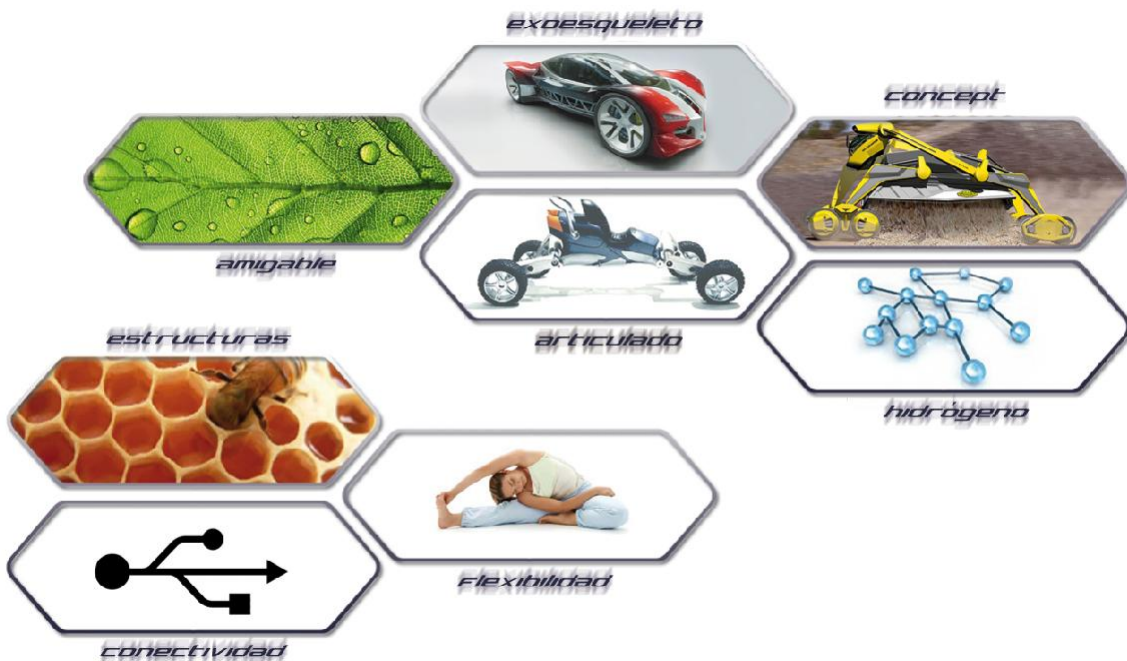 exoesqueleto
concept
amigable
estructuras
articulado
hidrógeno
flexibilidad
conectividad